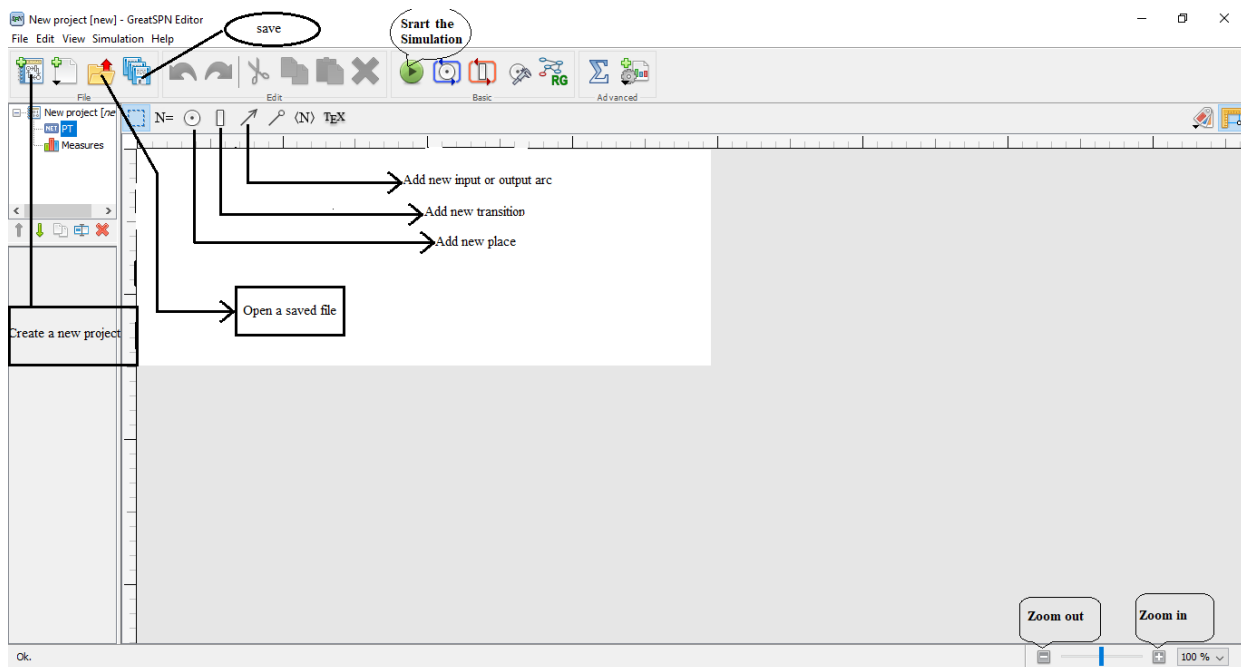 New project [new] - GreatSPN Editor
save
Srart the
Simulation
File Edit View Simulation Help
RG
File
Edit
Basic
Advanced
New project [ne
N=
⟨N⟩
TEX
NET PT
Measures
Add new input or output arc
Add new transition
Add new place
Open a saved file
Create a new project
Zoom out
Zoom in
Ok.
100 %